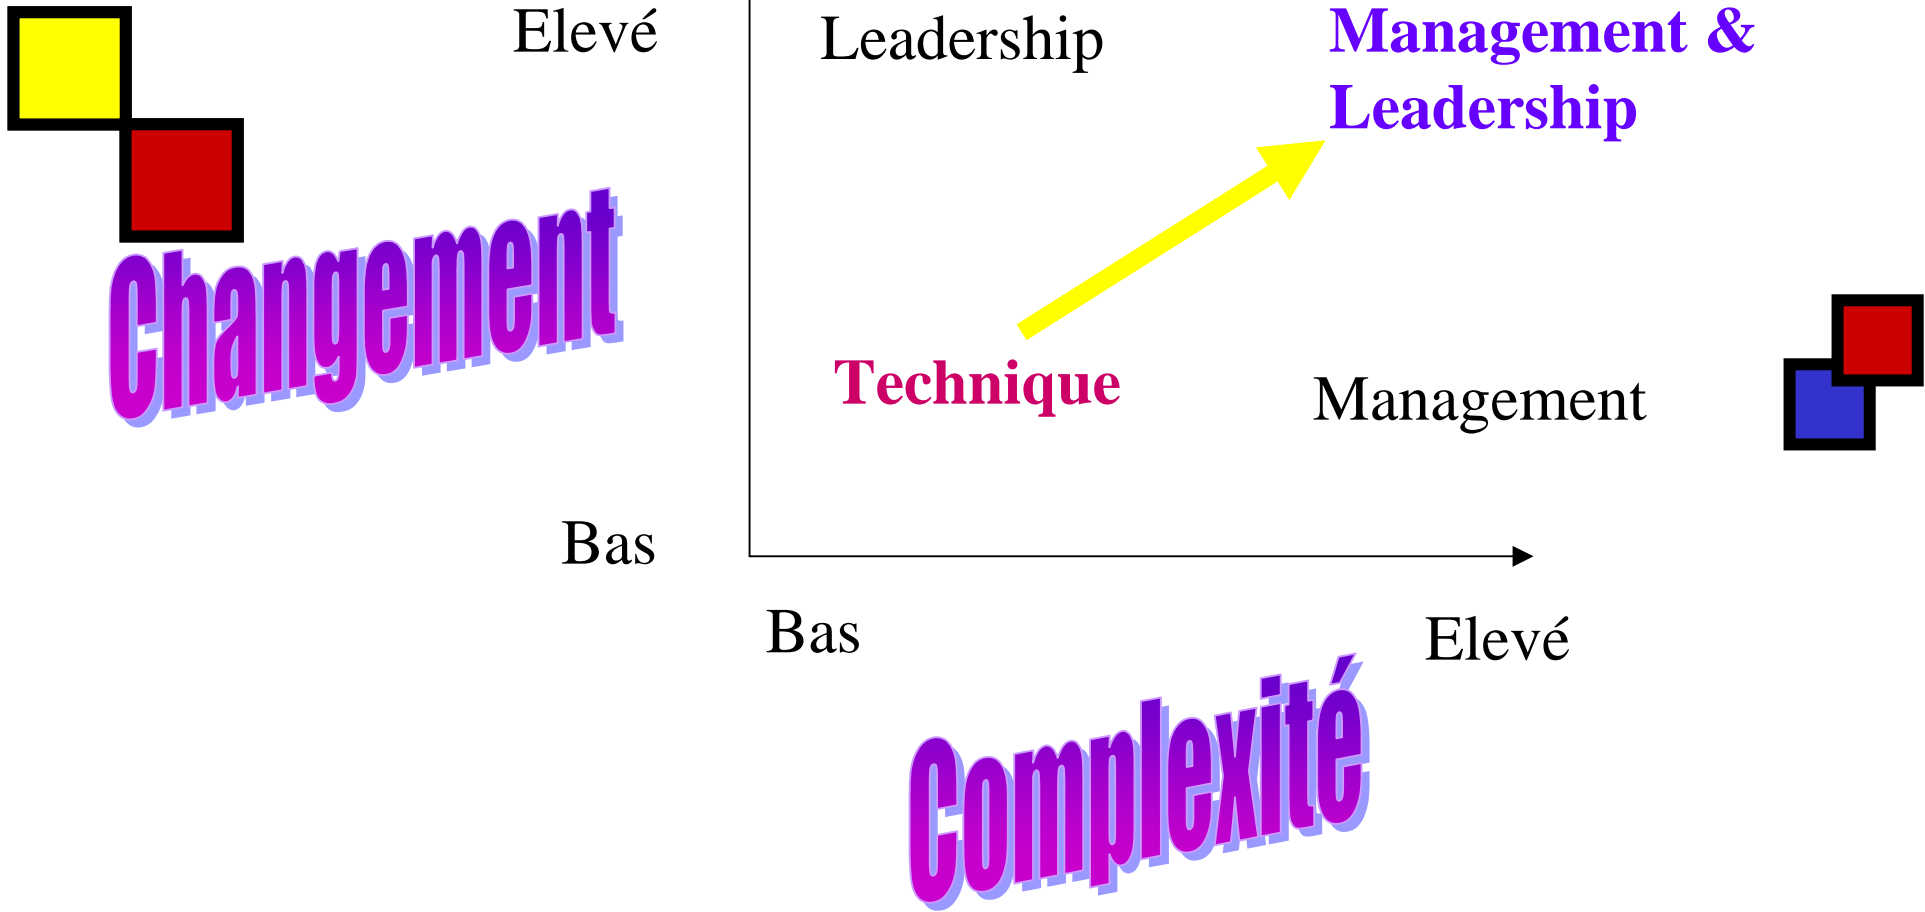 Elevé
Leadership
Management &
Leadership
Changement
Technique
Management
Bas
Bas
Elevé
Complexité